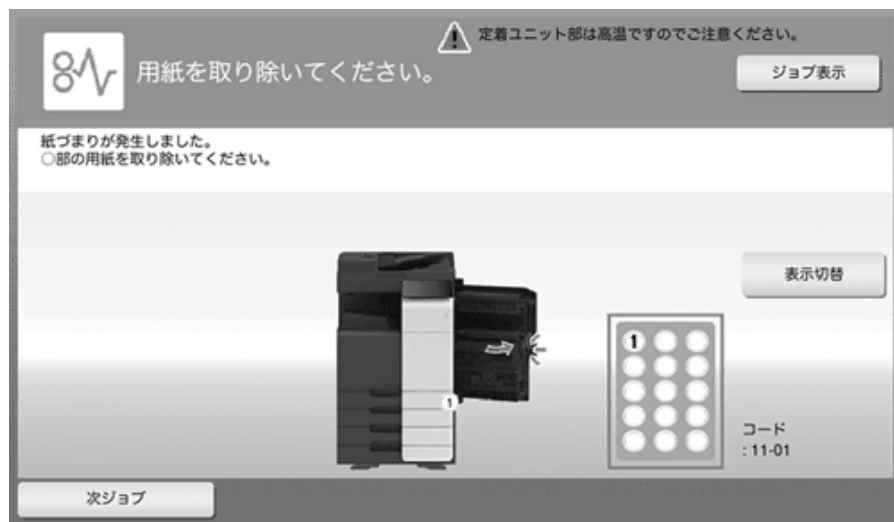 定着ユニット部は高温ですのでご注意ください。
用紙を取り除いてください。
ジョブ表示
紙づまりが発生しました。
○部の用紙を取り除いてください。
表示切替
1
1
コード
: 11-01
次ジョブ